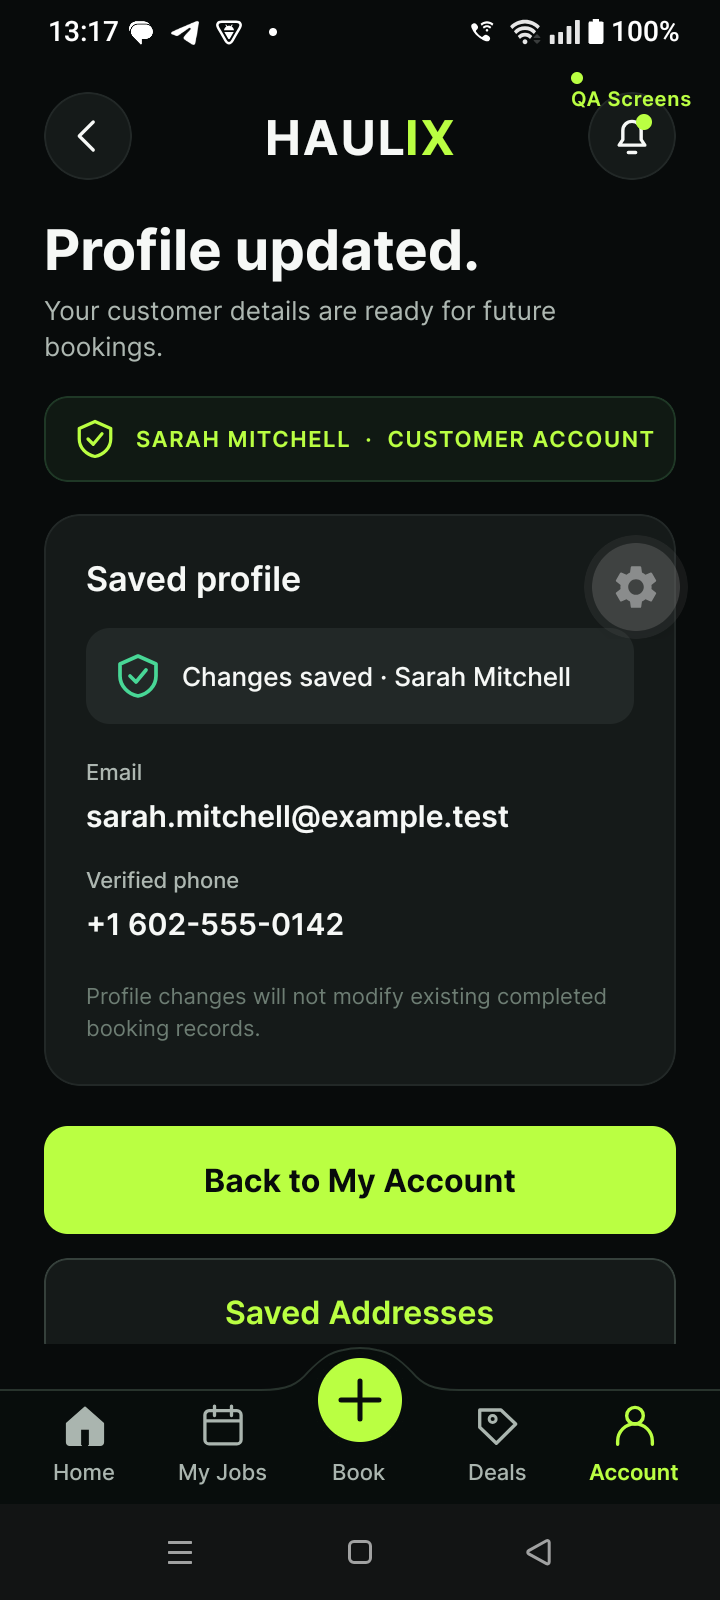 13:17
100%
QA Screens
HAULIX
Profile updated.
Your customer details are ready for future
bookings.
SARAH MITCHELL · CUSTOMER ACCOUNT
Saved profile
Changes saved · Sarah Mitchell
Email
sarah.mitchell@example.test
Verified phone
+1 602-555-0142
Profile changes will not modify existing completed
booking records.
Back to My Account
Saved Addresses
Home
My Jobs
Book
Deals
Account